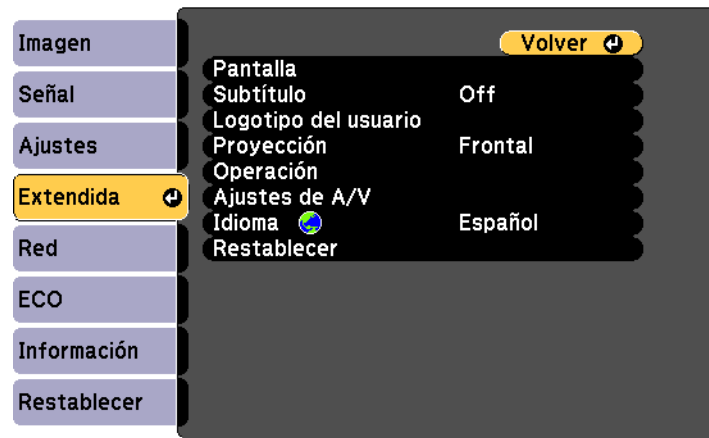 Imagen
Señal
Ajustes
Extendida
Red
ECO
Información
Restablecer
Volver
Pantalla
Subtítulo Off
Logotipo del usuario
Proyección Frontal
Operación
Ajustes de A/V
Idioma Español
Restablecer